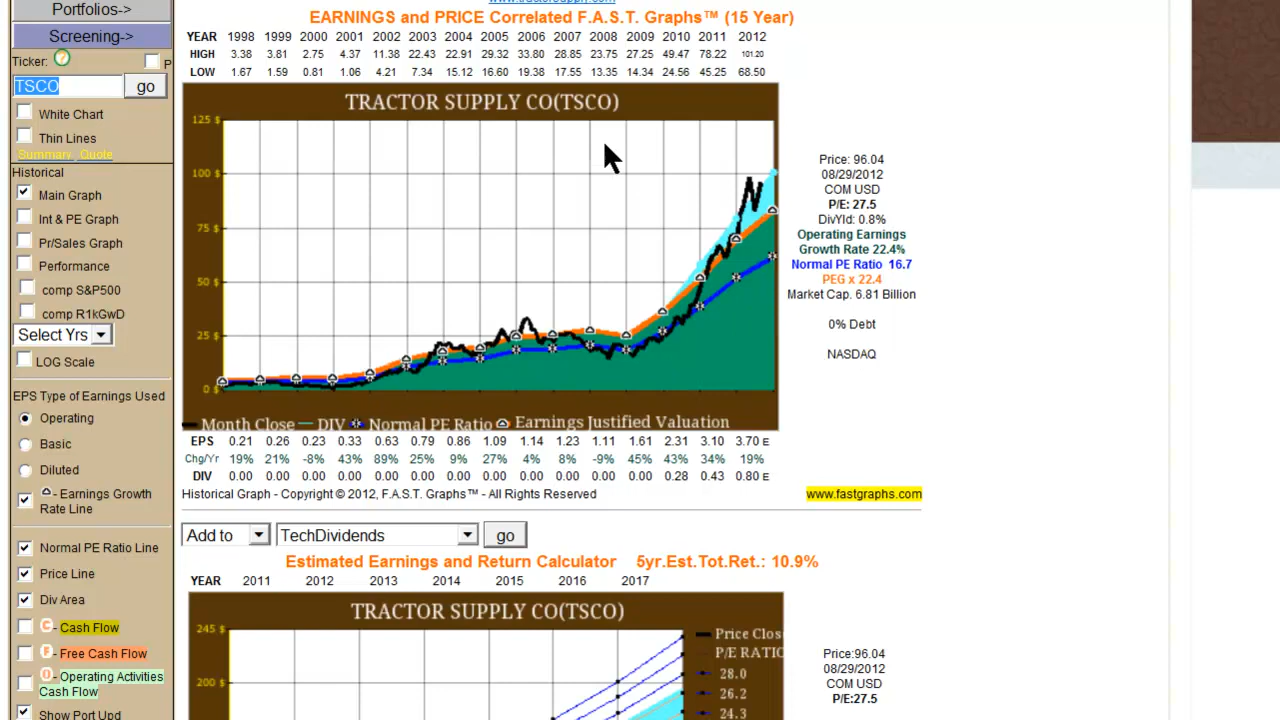 Portfolios->
Screening->
Ticker: ?
P
TSCO
go
White Chart
Thin Lines
Summary Quote
Historical
Main Graph
Int & PE Graph
Pr/Sales Graph
Performance
comp S&P500
comp R1kGwD
Select Yrs
LOG Scale
EPS Type of Earnings Used
Operating
Basic
Diluted
- Earnings Growth
Rate Line
Normal PE Ratio Line
Price Line
Div Area
C - Cash Flow
F - Free Cash Flow
O - Operating Activities
Cash Flow
Show Port Upd
www.tractorsupply.com
EARNINGS and PRICE Correlated F.A.S.T. Graphs™ (15 Year)
YEAR 1998 1999 2000 2001 2002 2003 2004 2005 2006 2007 2008 2009 2010 2011 2012
HIGH 3.38 3.81 2.75 4.37 11.38 22.43 22.91 29.32 33.80 28.85 23.75 27.25 49.47 78.22 101.20
LOW 1.67 1.59 0.81 1.06 4.21 7.34 15.12 16.60 19.38 17.55 13.35 14.34 24.56 45.25 68.50
TRACTOR SUPPLY CO(TSCO)
125 $
100 $
75 $
50 $
25 $
0 $
Month Close DIV Normal PE Ratio Earnings Justified Valuation
EPS 0.21 0.26 0.23 0.33 0.63 0.79 0.86 1.09 1.14 1.23 1.11 1.61 2.31 3.10 3.70 E
Chg/Yr 19% 21% -8% 43% 89% 25% 9% 27% 4% 8% -9% 45% 43% 34% 19%
DIV 0.00 0.00 0.00 0.00 0.00 0.00 0.00 0.00 0.00 0.00 0.00 0.00 0.28 0.43 0.80 E
Historical Graph - Copyright © 2012, F.A.S.T. Graphs™ - All Rights Reserved
www.fastgraphs.com
Price: 96.04
08/29/2012
COM USD
P/E: 27.5
DivYld: 0.8%
Operating Earnings
Growth Rate 22.4%
Normal PE Ratio 16.7
PEG x 22.4
Market Cap. 6.81 Billion
0% Debt
NASDAQ
Add to
TechDividends
go
Estimated Earnings and Return Calculator 5yr.Est.Tot.Ret.: 10.9%
YEAR 2011 2012 2013 2014 2015 2016 2017
TRACTOR SUPPLY CO(TSCO)
245 $
200 $
Price Clos
P/E RATIO
28.0
26.2
24.3
Price:96.04
08/29/2012
COM USD
P/E:27.5